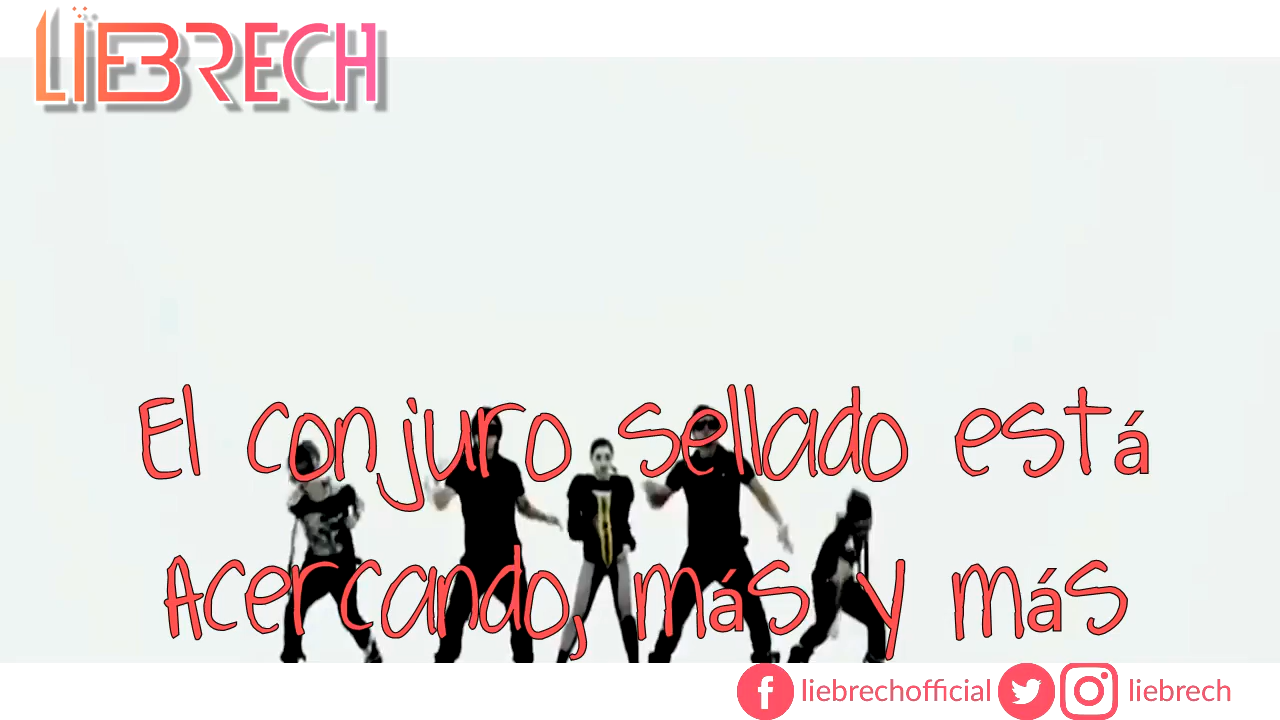 LIEBRECH
El conjuro sellado está
Acercando, más y más
liebrechofficial liebrech